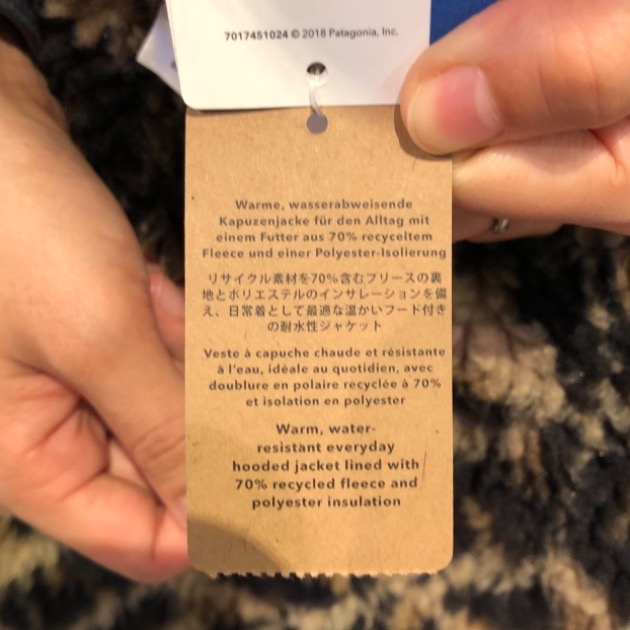 7017451024 © 2018 Patagonia, Inc.
Warme, wasserabweisende
Kapuzenjacke für den Alltag mit
einem Futter aus 70% recyceltem
Fleece und einer Polyester-Isolierung
リサイクル素材を70%含むフリースの裏
地とポリエステルのインサレーションを備
え、日常着として最適な温かいフード付き
の耐水性ジャケット
Veste à capuche chaude et résistante
à l'eau, idéale au quotidien, avec
doublure en polaire recyclée à 70%
et isolation en polyester
Warm, water-
resistant everyday
hooded jacket lined with
70% recycled fleece and
polyester insulation